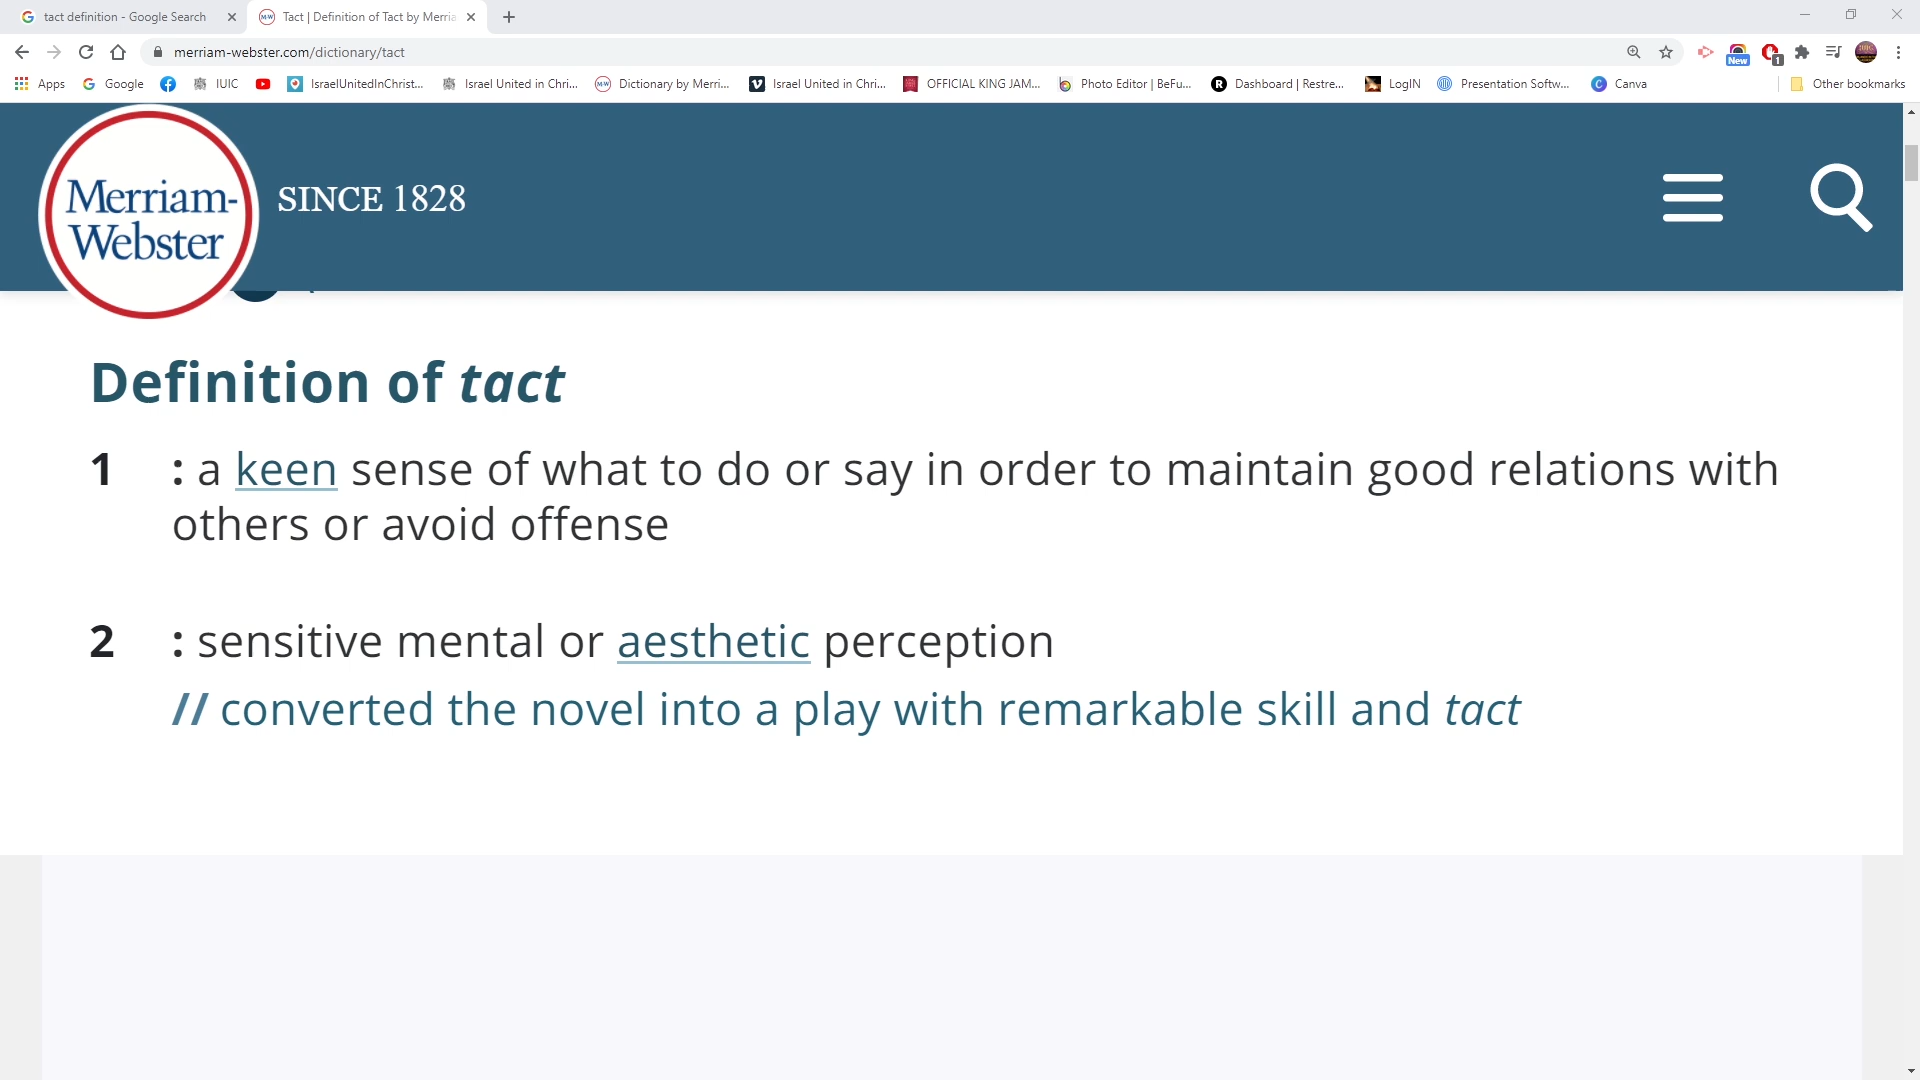 tact definition - Google Search
Tact | Definition of Tact by Merria
merriam-webster.com/dictionary/tact
New
1
Apps
Google
IUIC
IsraelUnitedInChrist...
Israel United in Chri...
Dictionary by Merri...
Israel United in Chri...
OFFICIAL KING JAM...
Photo Editor | BeFu...
Dashboard | Restre...
LogIN
Presentation Softw...
Canva
Other bookmarks
Merriam-
Webster
SINCE 1828
Definition of tact
1 : a keen sense of what to do or say in order to maintain good relations with
others or avoid offense
2 : sensitive mental or aesthetic perception
// converted the novel into a play with remarkable skill and tact